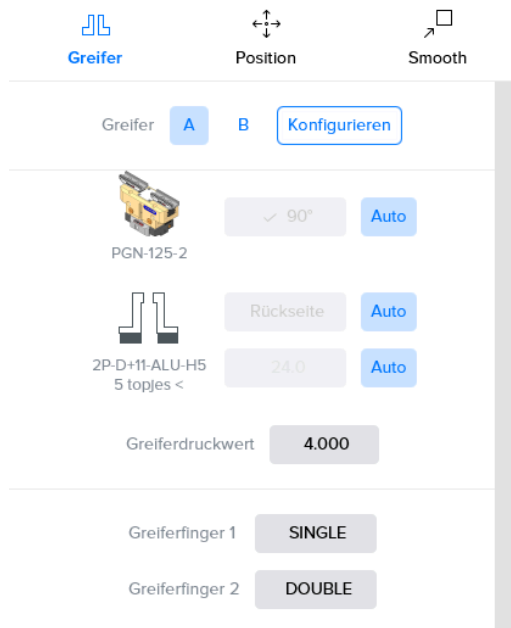 Greifer
Position
Smooth
Greifer A B Konfigurieren
90° Auto
PGN-125-2
Rückseite Auto
2P-D+11-ALU-H5
5 topjes <
24.0 Auto
Greiferdruckwert 4.000
Greiferfinger 1 SINGLE
Greiferfinger 2 DOUBLE